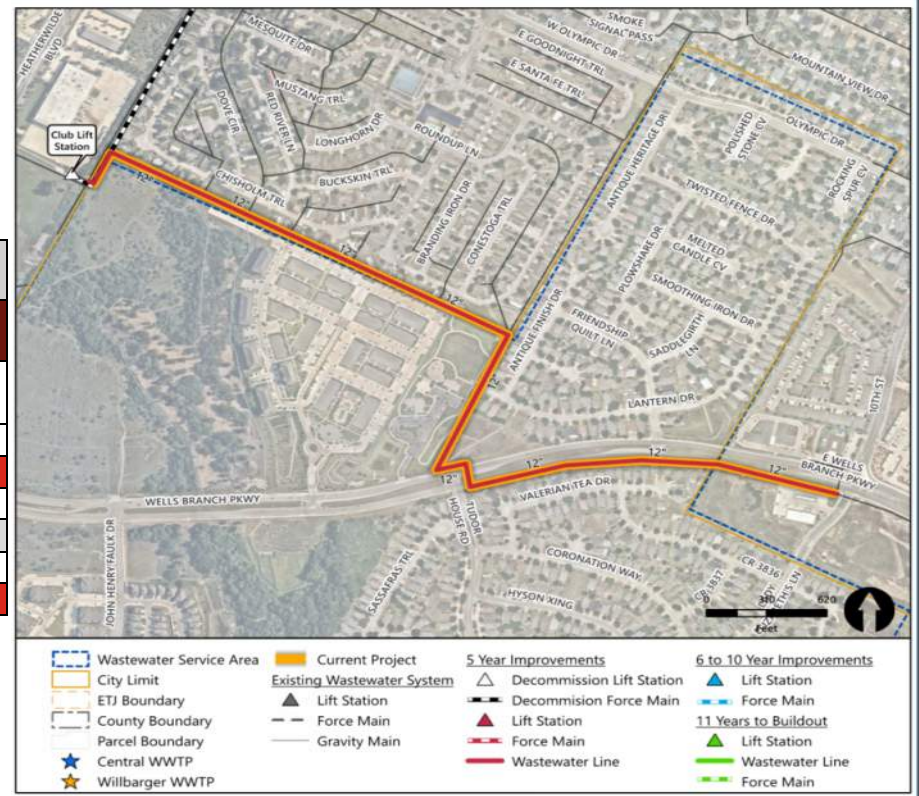 HEATHERWILDE
BLVD
MESQUITE DR
SMOKE
SIGNAL PASS
W OLYMPIC DR
E GOODNIGHT TRL
E SANTA FE TRL
MOUNTAIN VIEW DR
MUSTANG TRL
DOVE CIR
RED RIVER LN
LONGHORN DR
ROUNDUP LN
BUCKSKIN TRL
Club Lift
Station
CHISHOLM TRL
BRANDING IRON DR
CONESTOGA TRL
ANTIQUE HERITAGE DR
POLISHED
STONE CV
OLYMPIC DR
ROCKING
SPUR CV
TWISTED FENCE DR
PLOWSHARE DR
MELTED
CANDLE CV
SMOOTHING IRON DR
FRIENDSHIP
QUILT LN
SADDLEGIRTH
LN
ANTIQUE FINISH DR
LANTERN DR
10TH ST
12"
12"
12"
12"
12"
12"
12"
12"
12"
E WELLS
BRANCH PKWY
WELLS BRANCH PKWY
VALERIAN TEA DR
TUDOR
HOUSE RD
JOHN HENRY FAULK DR
SASSAFRAS TRL
CORONATION WAY
HYSON XING
CR 3837
CR 3836
0 310 620
Feet
Wastewater Service Area
City Limit
ETJ Boundary
County Boundary
Parcel Boundary
Central WWTP
Willbarger WWTP
Current Project
Existing Wastewater System
Lift Station
Force Main
Gravity Main
5 Year Improvements
Decommission Lift Station
Decommision Force Main
Lift Station
Force Main
Wastewater Line
6 to 10 Year Improvements
Lift Station
Force Main
11 Years to Buildout
Lift Station
Wastewater Line
Force Main